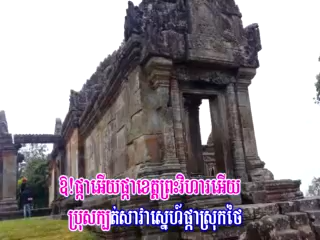 ឱ!ផ្កាអើយផ្កាខេត្តព្រះវិហារអើយ
ប្រុសក្បត់សាវាស្នេហ៍ផ្កាស្រុកថៃ